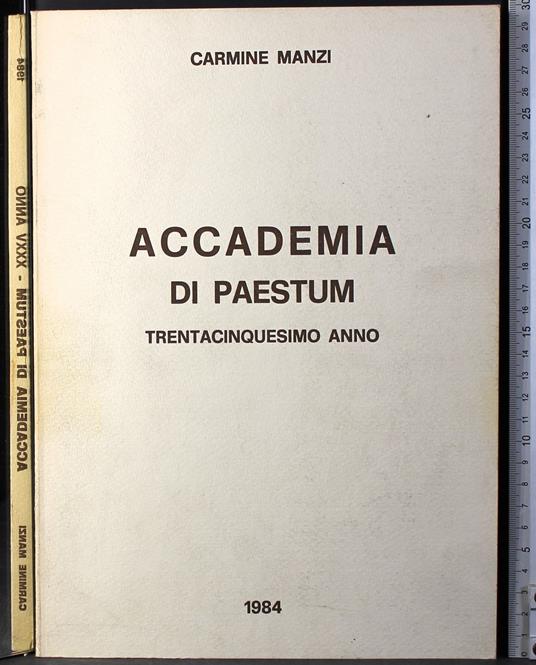 CARMINE MANZI
ACCADEMIA
DI PAESTUM
TRENTACINQUESIMO ANNO
1984
CARMINE MANZI ACCADEMIA DI PAESTUM - XXXV ANNO 1984